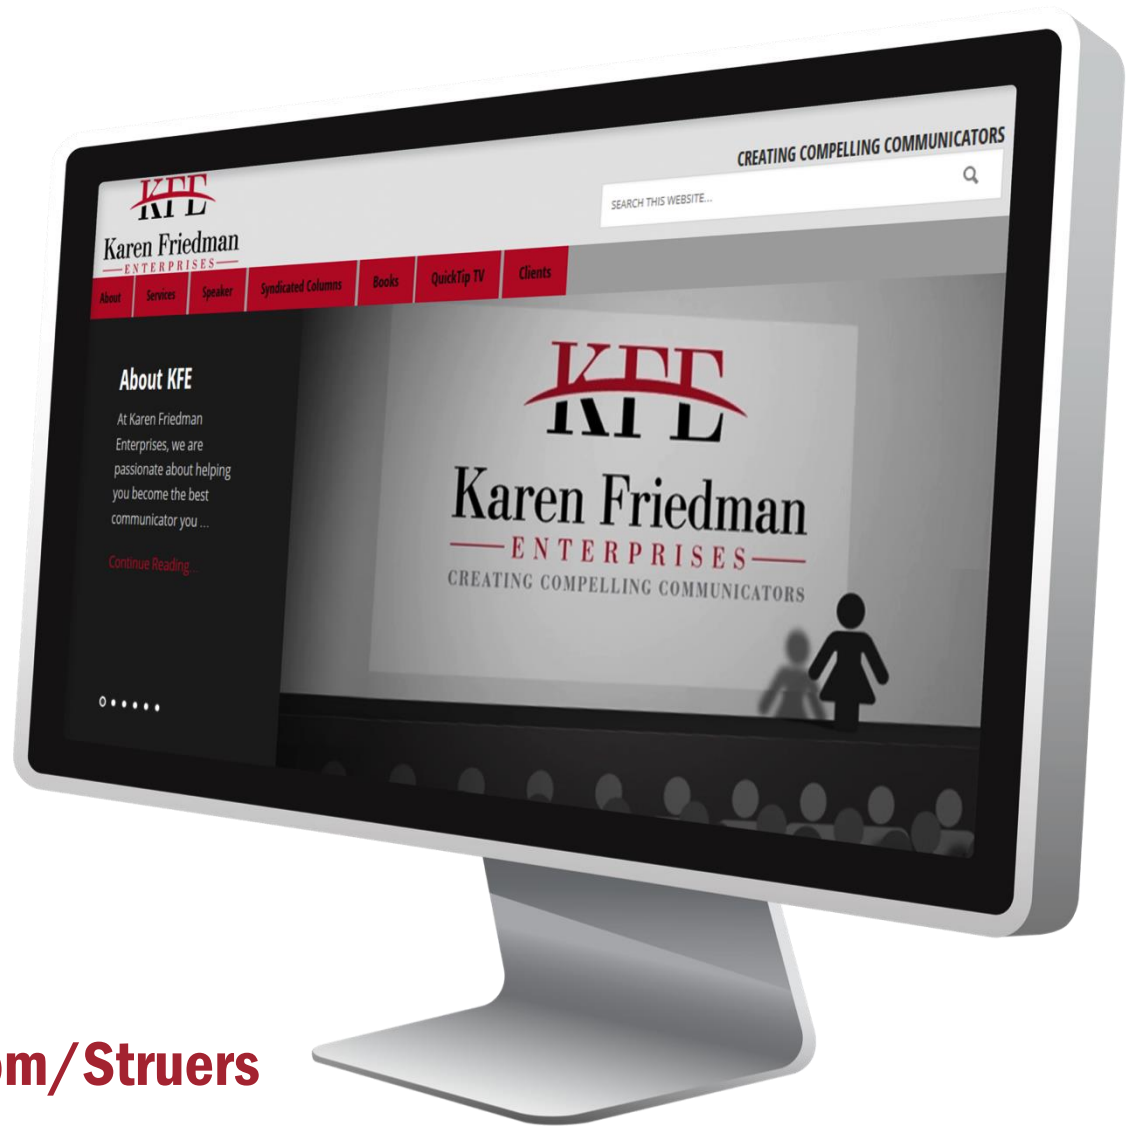 CREATING COMPELLING COMMUNICATORS
KFE
SEARCH THIS WEBSITE...
Karen Friedman
ENTERPRISES
About Services Speaker Syndicated Columns Books QuickTip TV Clients
About KFE
At Karen Friedman
Enterprises, we are
passionate about helping
you become the best
communicator you ...
Continue Reading...
KFE
Karen Friedman
ENTERPRISES
CREATING COMPELLING COMMUNICATORS
om/Struers